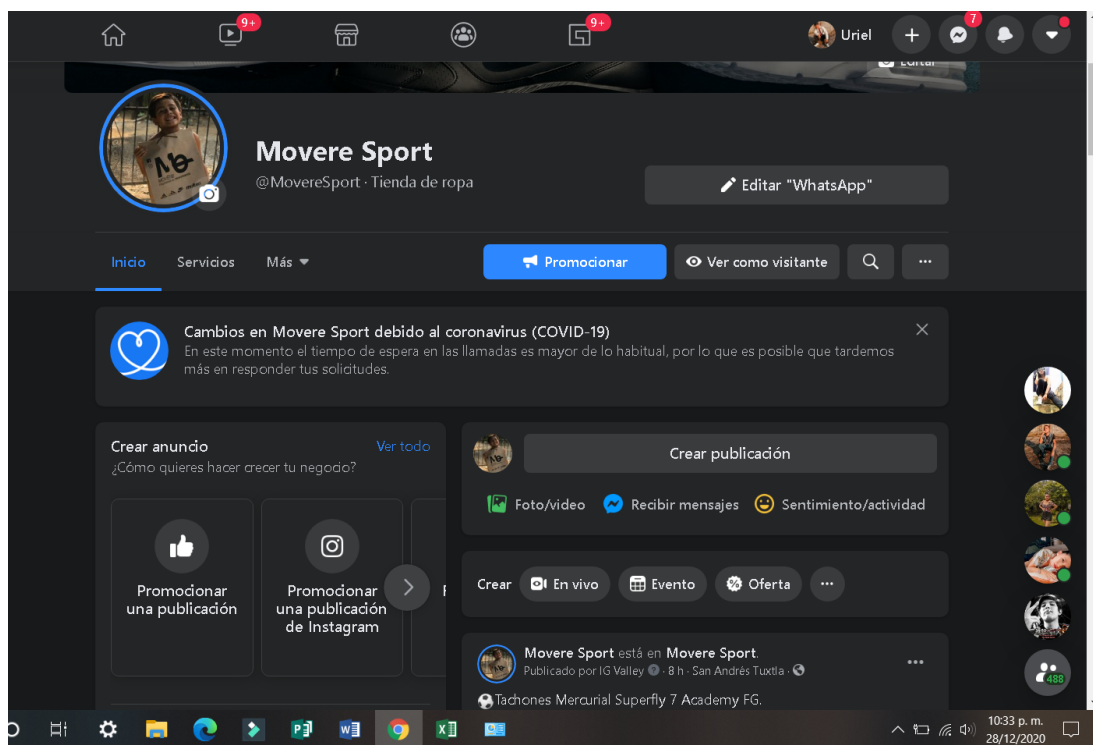 9+
9+
Uriel
7
Editar
Movere Sport
@MovereSport · Tienda de ropa
Editar "WhatsApp"
Inicio
Servicios
Más
Promocionar
Ver como visitante
Cambios en Movere Sport debido al coronavirus (COVID-19)
En este momento el tiempo de espera en las llamadas es mayor de lo habitual, por lo que es posible que tardemos
más en responder tus solicitudes.
Crear anuncio
Ver todo
¿Cómo quieres hacer crecer tu negocio?
Promocionar
una publicación
Promocionar
una publicación
de Instagram
Crear publicación
Foto/video
Recibir mensajes
Sentimiento/actividad
Crear
En vivo
Evento
Oferta
Movere Sport está en Movere Sport.
Publicado por IG Valley · 8 h · San Andrés Tuxtla ·
Tachones Mercurial Superfly 7 Academy FG.
488
10:33 p. m.
28/12/2020